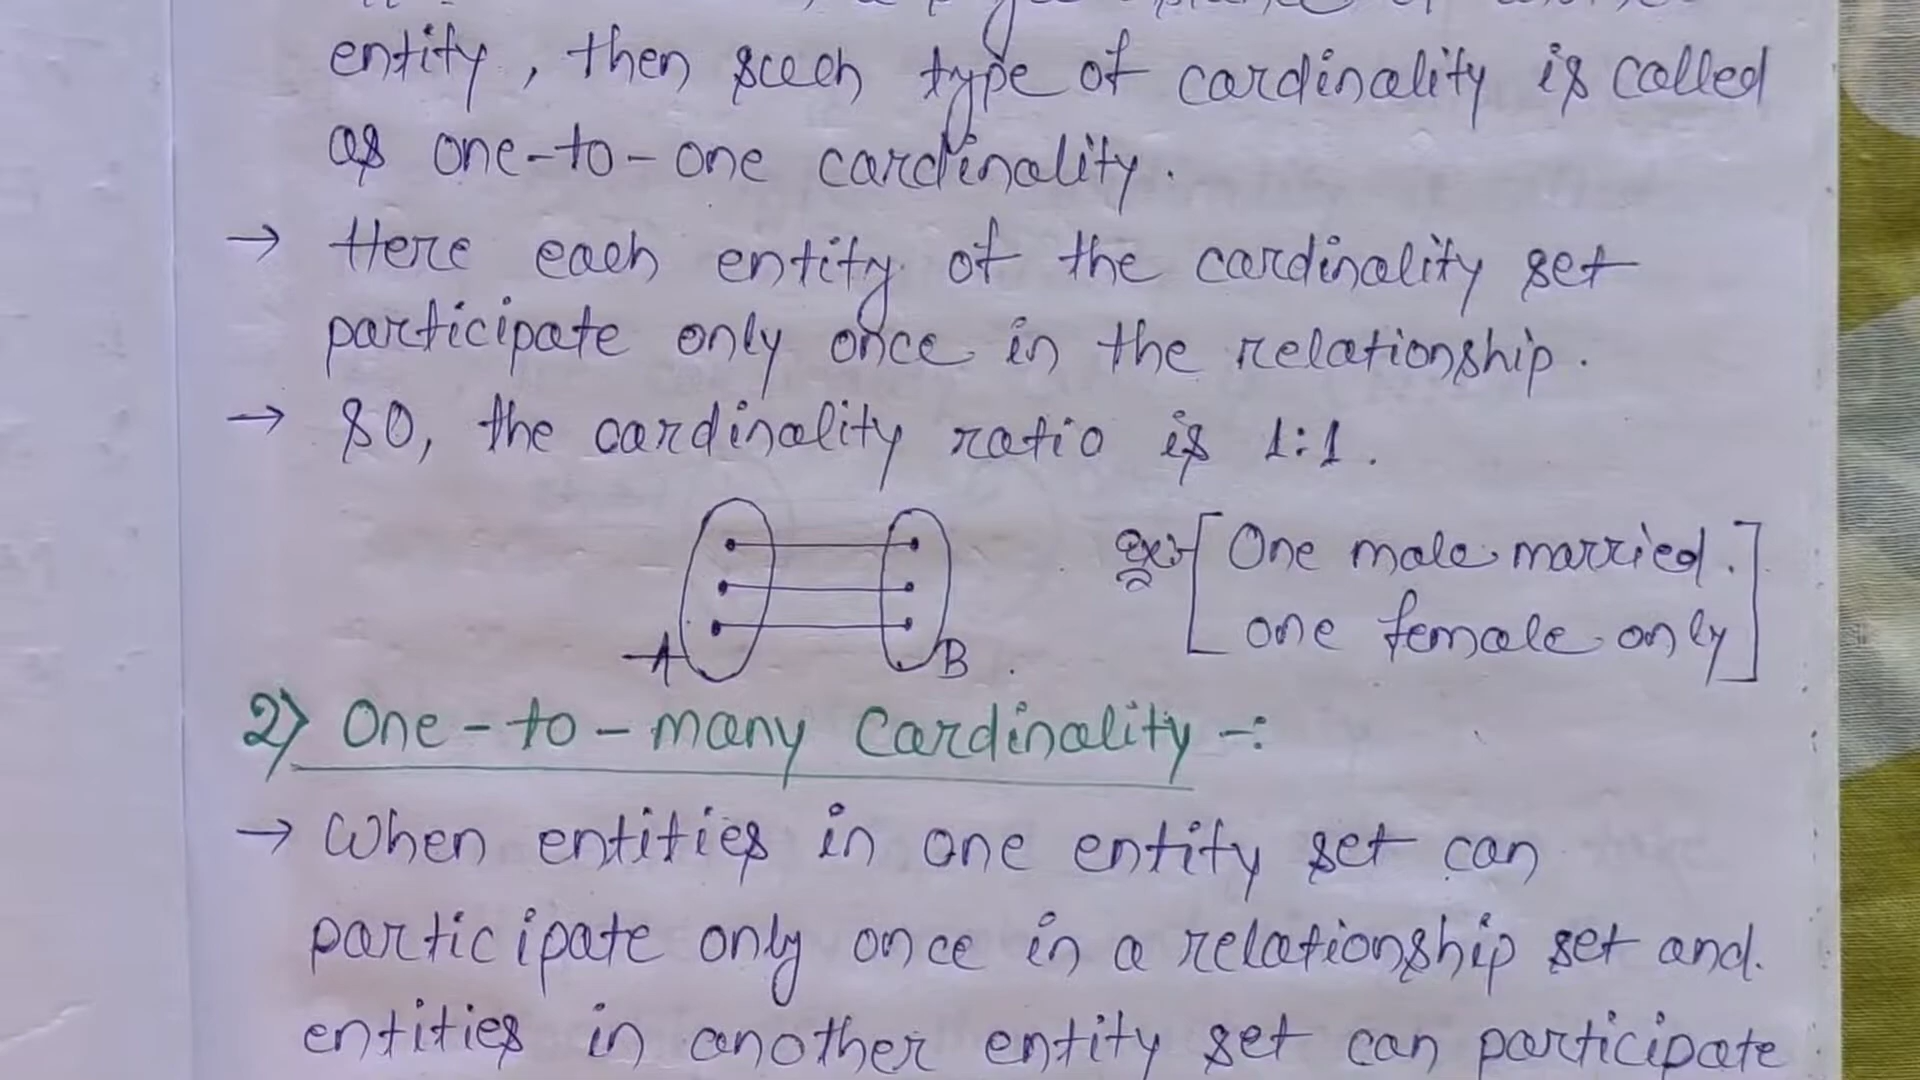 entity, then such type of cardinality is called
as one-to-one cardinality.
→ Here each entity of the cardinality set
participate only once in the relationship.
→ SO, the cardinality ratio is 1:1.
A B
Ex:- [One male married.
one female only]
2) One-to-many Cardinality -:
→ When entities in one entity set can
participate only once in a relationship set and
entities in another entity set can participate